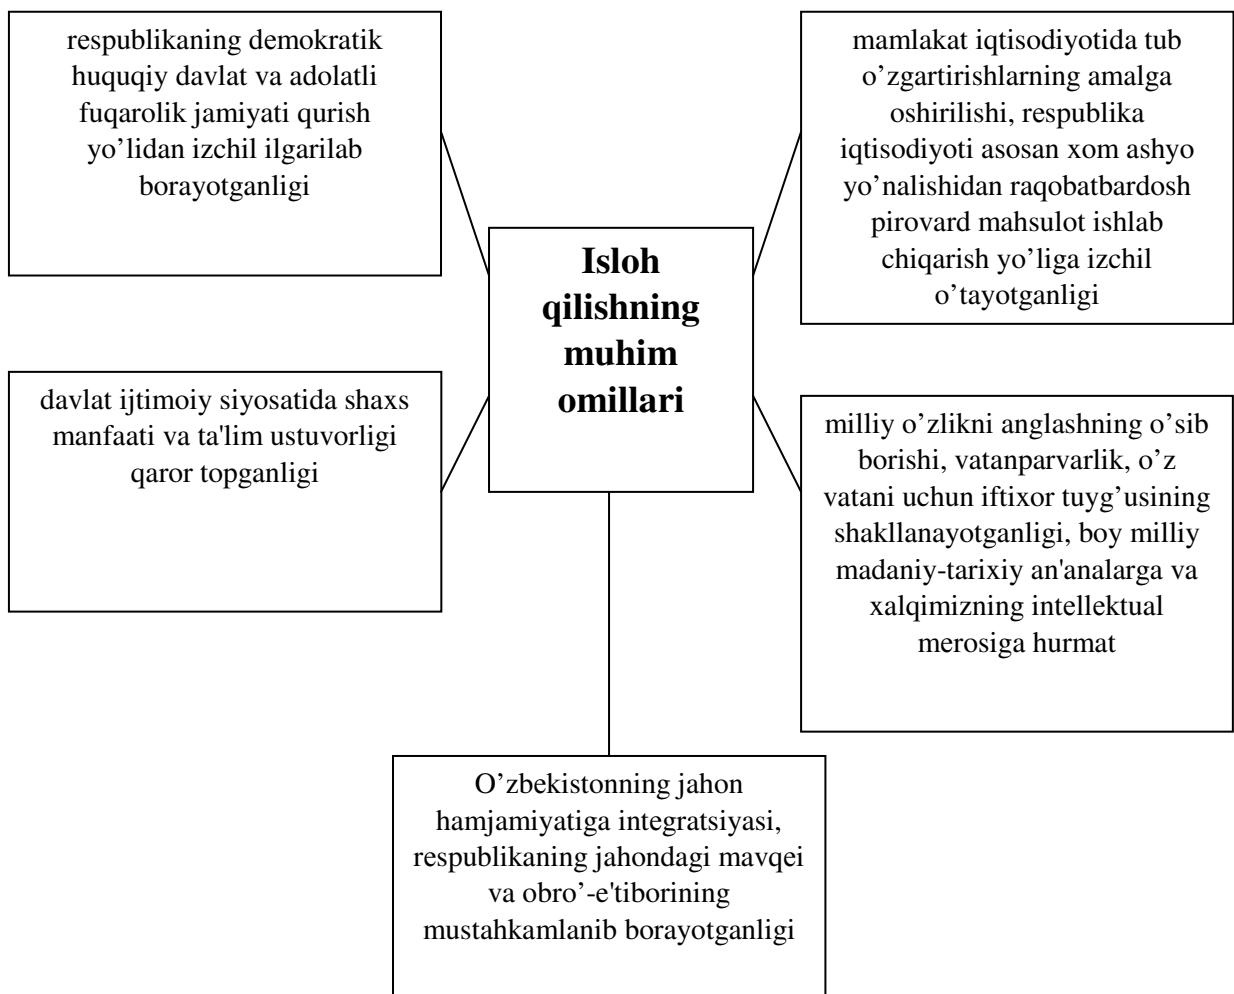 respublikaning demokratik
huquqiy davlat va adolatli
fuqarolik jamiyati qurish
yo’lidan izchil ilgarilab
borayotganligi
mamlakat iqtisodiyotida tub
o’zgartirishlarning amalga
oshirilishi, respublika
iqtisodiyoti asosan xom ashyo
yo’nalishidan raqobatbardosh
pirovard mahsulot ishlab
chiqarish yo’liga izchil
o’tayotganligi
Isloh
qilishning
muhim
omillari
davlat ijtimoiy siyosatida shaxs
manfaati va ta'lim ustuvorligi
qaror topganligi
milliy o’zlikni anglashning o’sib
borishi, vatanparvarlik, o’z
vatani uchun iftixor tuyg’usining
shakllanayotganligi, boy milliy
madaniy-tarixiy an'analarga va
xalqimizning intellektual
merosiga hurmat
O’zbekistonning jahon
hamjamiyatiga integratsiyasi,
respublikaning jahondagi mavqei
va obro’-e'tiborining
mustahkamlanib borayotganligi